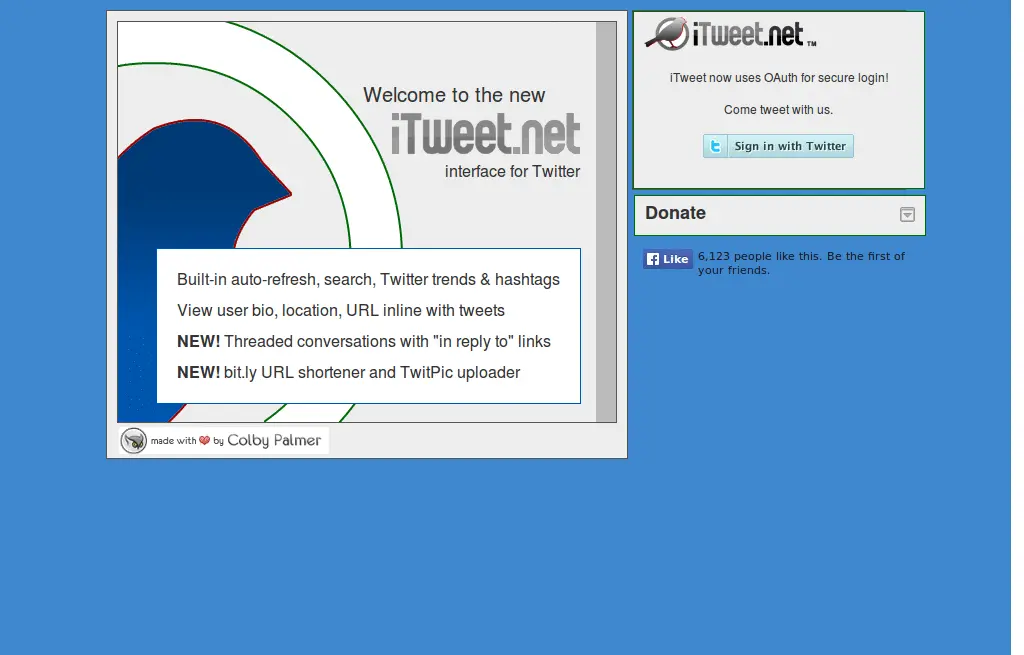 Welcome to the new
iTweet.net
interface for Twitter
Built-in auto-refresh, search, Twitter trends & hashtags
View user bio, location, URL inline with tweets
NEW! Threaded conversations with "in reply to" links
NEW! bit.ly URL shortener and TwitPic uploader
made with by Colby Palmer
iTweet.net TM
iTweet now uses OAuth for secure login!
Come tweet with us.
Sign in with Twitter
Donate
Like
6,123 people like this. Be the first of
your friends.